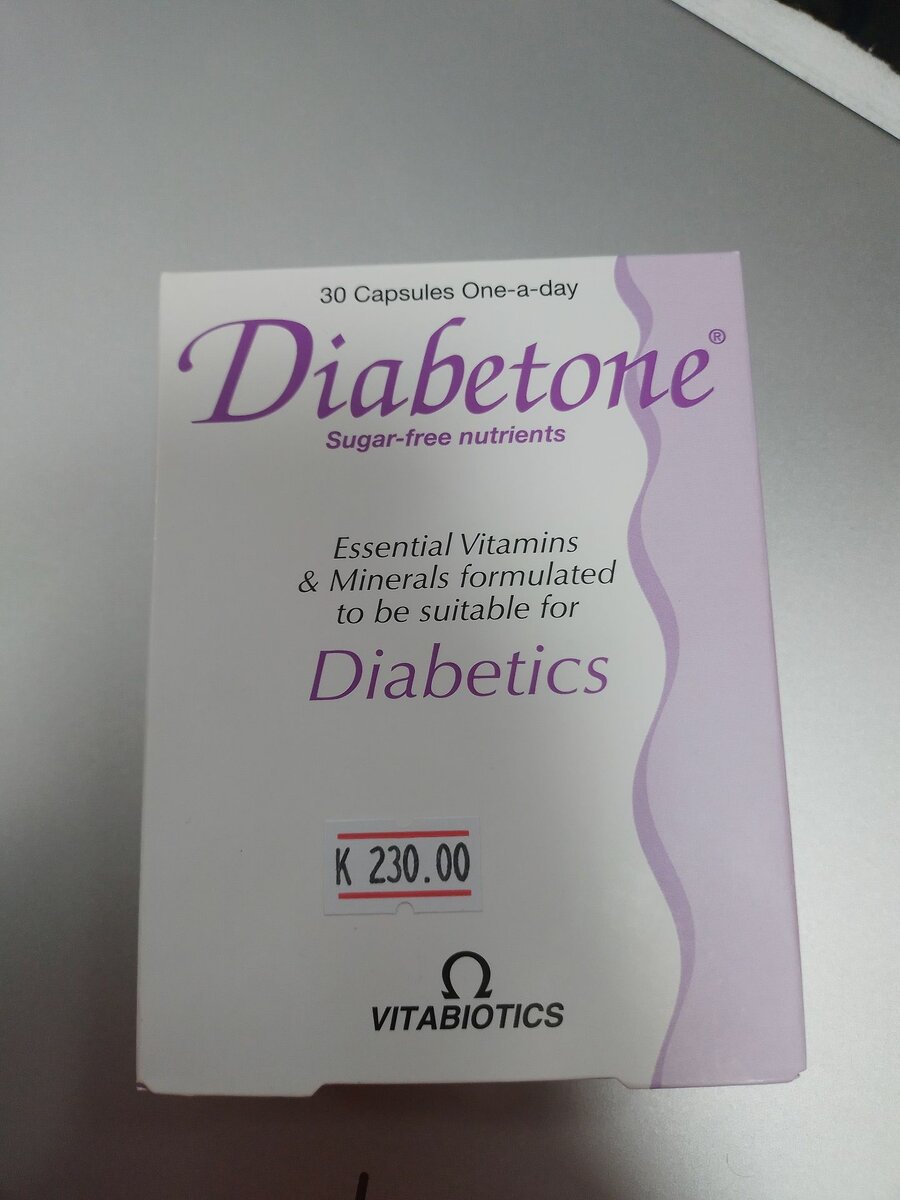 30 Capsules One-a-day
Diabetone®
Sugar-free nutrients
Essential Vitamins
& Minerals formulated
to be suitable for
Diabetics
K 230.00
VITABIOTICS